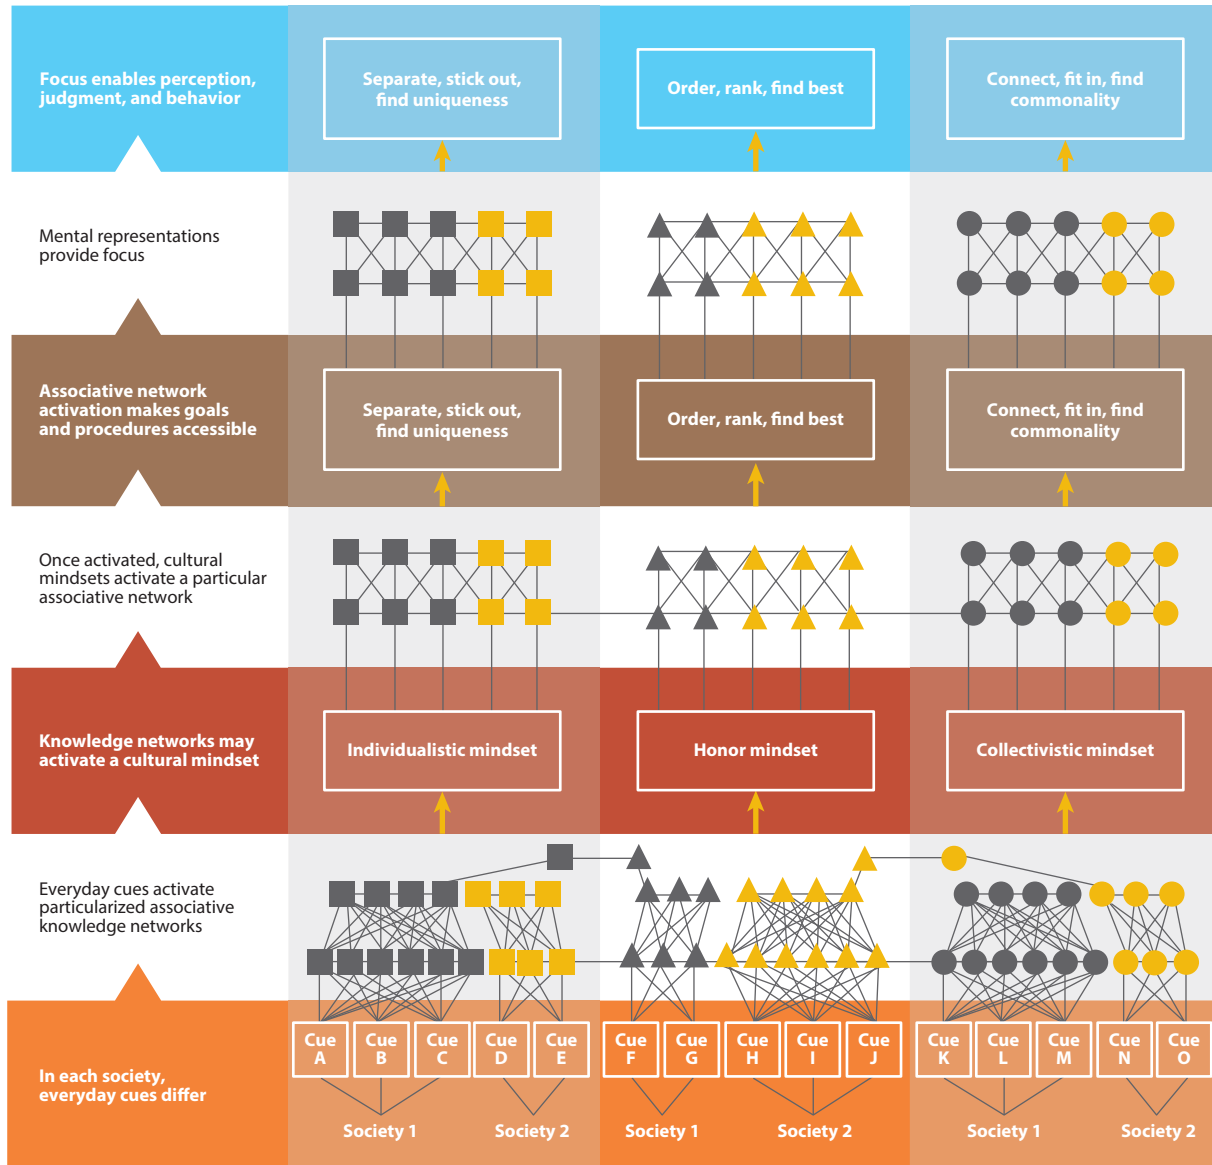 Focus enables perception,
judgment, and behavior
Separate, stick out,
find uniqueness
Order, rank, find best
Connect, fit in, find
commonality
Mental representations
provide focus
Associative network
activation makes goals
and procedures accessible
Separate, stick out,
find uniqueness
Order, rank, find best
Connect, fit in, find
commonality
Once activated, cultural
mindsets activate a particular
associative network
Knowledge networks may
activate a cultural mindset
Individualistic mindset
Honor mindset
Collectivistic mindset
Everyday cues activate
particularized associative
knowledge networks
In each society,
everyday cues differ
Cue
A
Cue
B
Cue
C
Cue
D
Cue
E
Cue
F
Cue
G
Cue
H
Cue
I
Cue
J
Cue
K
Cue
L
Cue
M
Cue
N
Cue
O
Society 1
Society 2
Society 1
Society 2
Society 1
Society 2